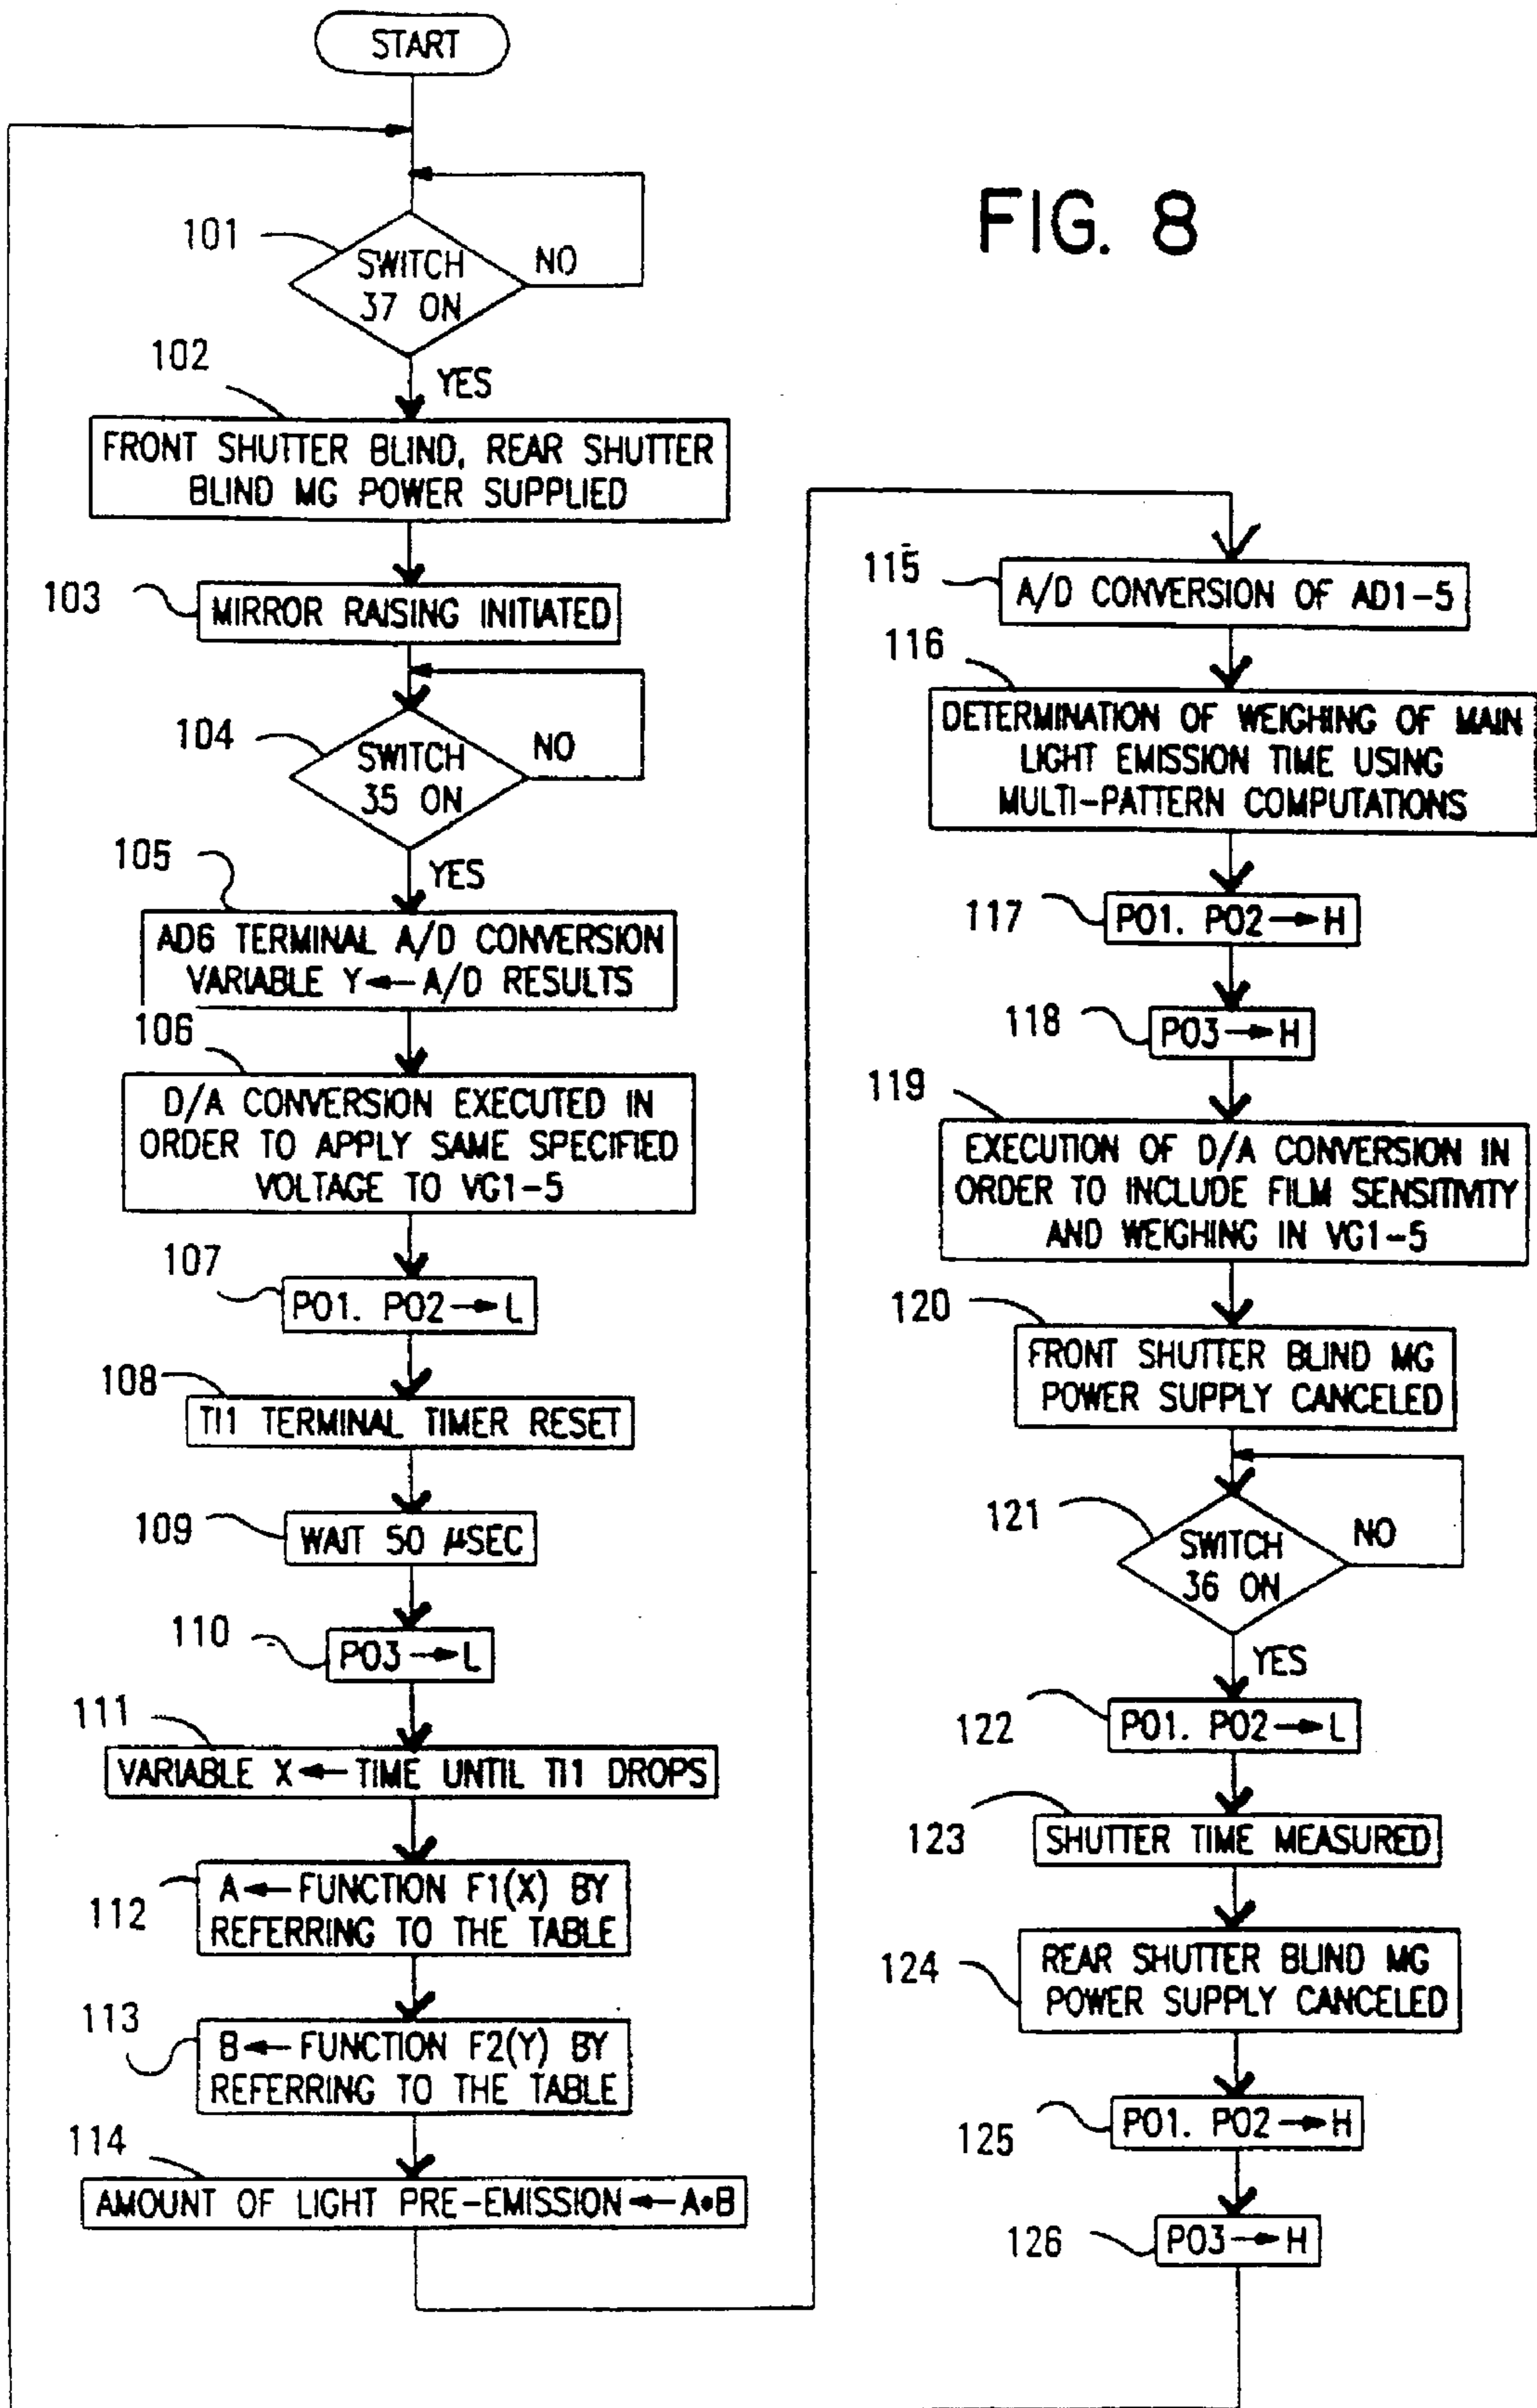 START
FIG. 8
101
SWITCH
37 ON
NO
YES
102
FRONT SHUTTER BLIND, REAR SHUTTER
BLIND MG POWER SUPPLIED
103
MIRROR RAISING INITIATED
104
SWITCH
35 ON
NO
YES
105
AD6 TERMINAL A/D CONVERSION
VARIABLE Y ← A/D RESULTS
106
D/A CONVERSION EXECUTED IN
ORDER TO APPLY SAME SPECIFIED
VOLTAGE TO VG1-5
107
PO1. PO2 → L
108
TI1 TERMINAL TIMER RESET
109
WAIT 50 μSEC
110
PO3 → L
111
VARIABLE X ← TIME UNTIL TI1 DROPS
112
A ← FUNCTION F1(X) BY
REFERRING TO THE TABLE
113
B ← FUNCTION F2(Y) BY
REFERRING TO THE TABLE
114
AMOUNT OF LIGHT PRE-EMISSION ← A•B
115
A/D CONVERSION OF AD1-5
116
DETERMINATION OF WEIGHING OF MAIN
LIGHT EMISSION TIME USING
MULTI-PATTERN COMPUTATIONS
117
PO1. PO2 → H
118
PO3 → H
119
EXECUTION OF D/A CONVERSION IN
ORDER TO INCLUDE FILM SENSITIVITY
AND WEIGHING IN VG1-5
120
FRONT SHUTTER BLIND MG
POWER SUPPLY CANCELED
121
SWITCH
36 ON
NO
YES
122
PO1. PO2 → L
123
SHUTTER TIME MEASURED
124
REAR SHUTTER BLIND MG
POWER SUPPLY CANCELED
125
PO1. PO2 → H
126
PO3 → H